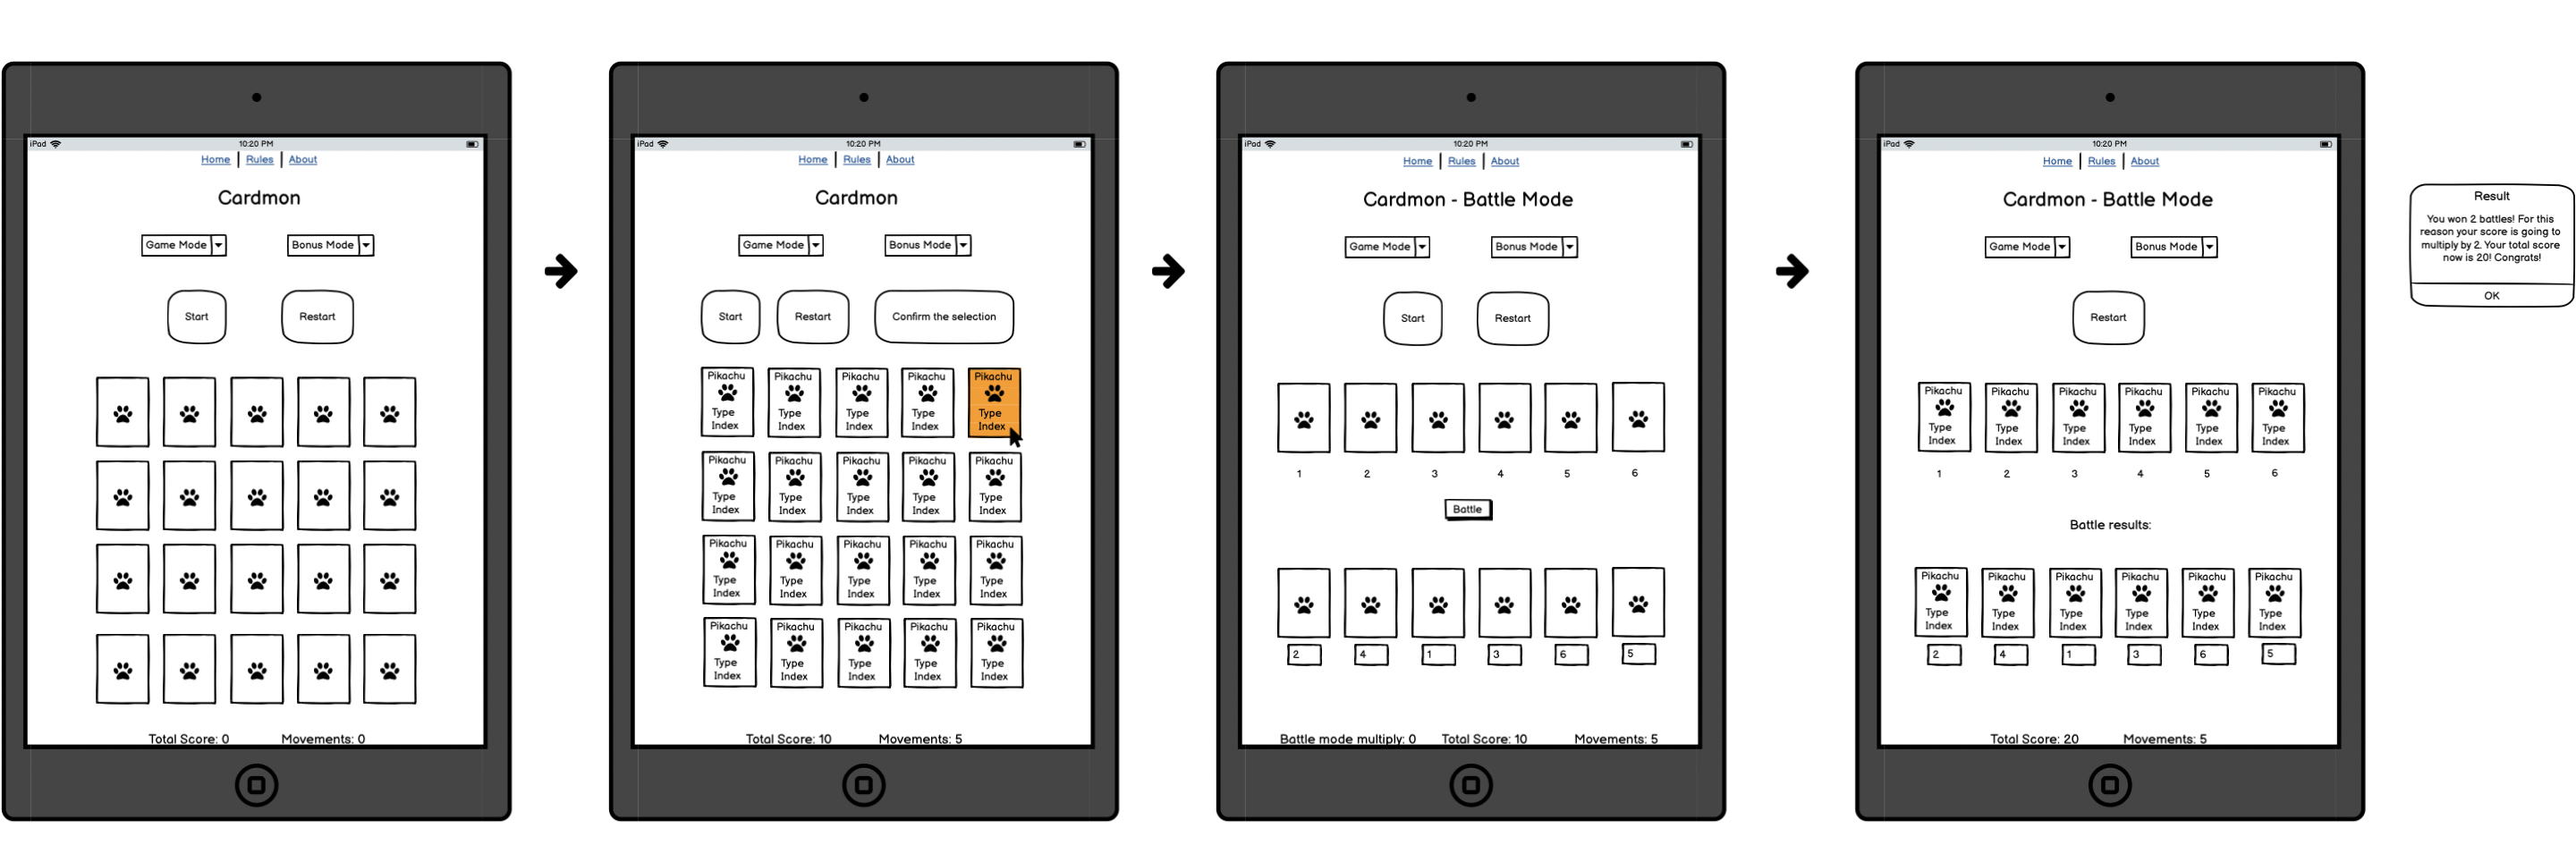 iPad 10:20 PM
Home | Rules | About
Cardmon
Game Mode Bonus Mode
Start Restart
Total Score: 0 Movements: 0
iPad 10:20 PM
Home | Rules | About
Cardmon
Game Mode Bonus Mode
Start Restart Confirm the selection
Pikachu Pikachu Pikachu Pikachu Pikachu
Type Type Type Type Type
Index Index Index Index Index
Pikachu Pikachu Pikachu Pikachu Pikachu
Type Type Type Type Type
Index Index Index Index Index
Pikachu Pikachu Pikachu Pikachu Pikachu
Type Type Type Type Type
Index Index Index Index Index
Pikachu Pikachu Pikachu Pikachu Pikachu
Type Type Type Type Type
Index Index Index Index Index
Total Score: 10 Movements: 5
iPad 10:20 PM
Home | Rules | About
Cardmon - Battle Mode
Game Mode Bonus Mode
Start Restart
1 2 3 4 5 6
Battle
2 4 1 3 6 5
Battle mode multiply: 0 Total Score: 10 Movements: 5
iPad 10:20 PM
Home | Rules | About
Cardmon - Battle Mode
Game Mode Bonus Mode
Restart
Pikachu Pikachu Pikachu Pikachu Pikachu Pikachu
Type Type Type Type Type Type
Index Index Index Index Index Index
1 2 3 4 5 6
Battle results:
Pikachu Pikachu Pikachu Pikachu Pikachu Pikachu
Type Type Type Type Type Type
Index Index Index Index Index Index
2 4 1 3 6 5
Total Score: 20 Movements: 5
Result
You won 2 battles! For this
reason your score is going to
multiply by 2. Your total score
now is 20! Congrats!
OK